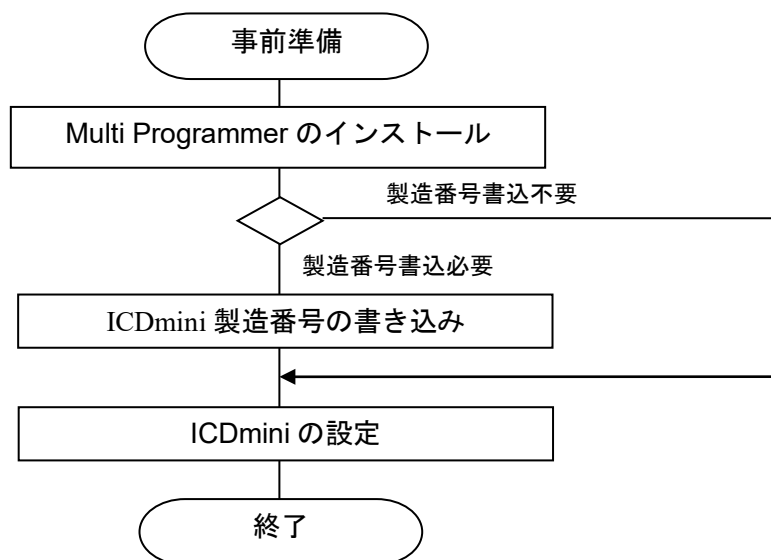 事前準備
Multi Programmer のインストール
製造番号書込不要
製造番号書込必要
ICDmini 製造番号の書き込み
ICDmini の設定
終了